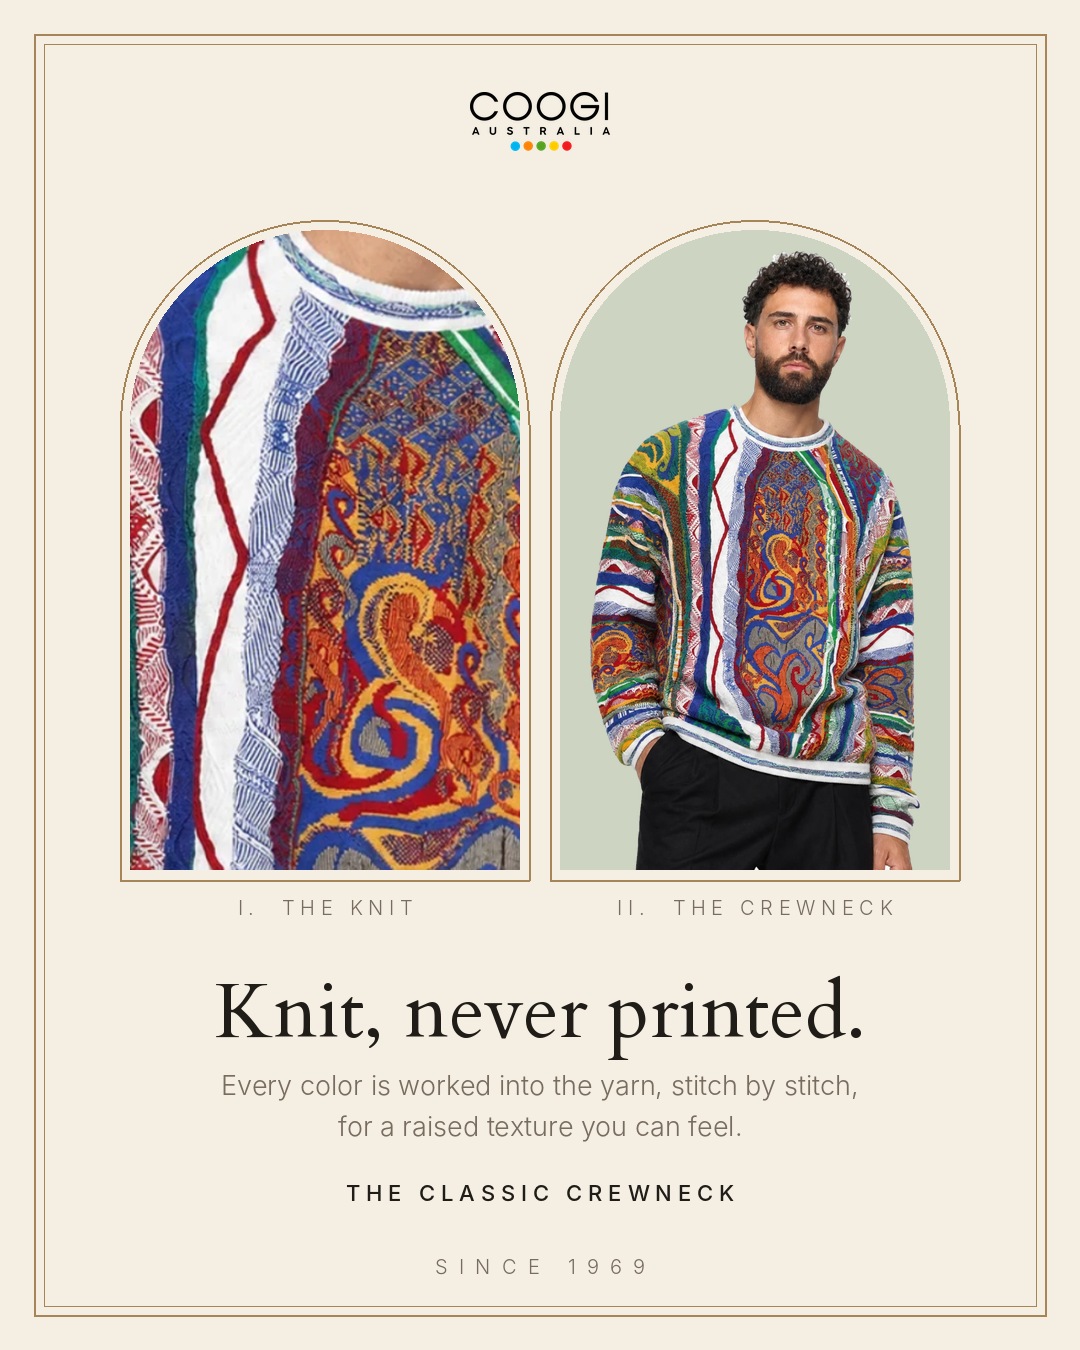 COOGI
AUSTRALIA
I. THE KNIT
II. THE CREWNECK
Knit, never printed.
Every color is worked into the yarn, stitch by stitch,
for a raised texture you can feel.
THE CLASSIC CREWNECK
SINCE 1969